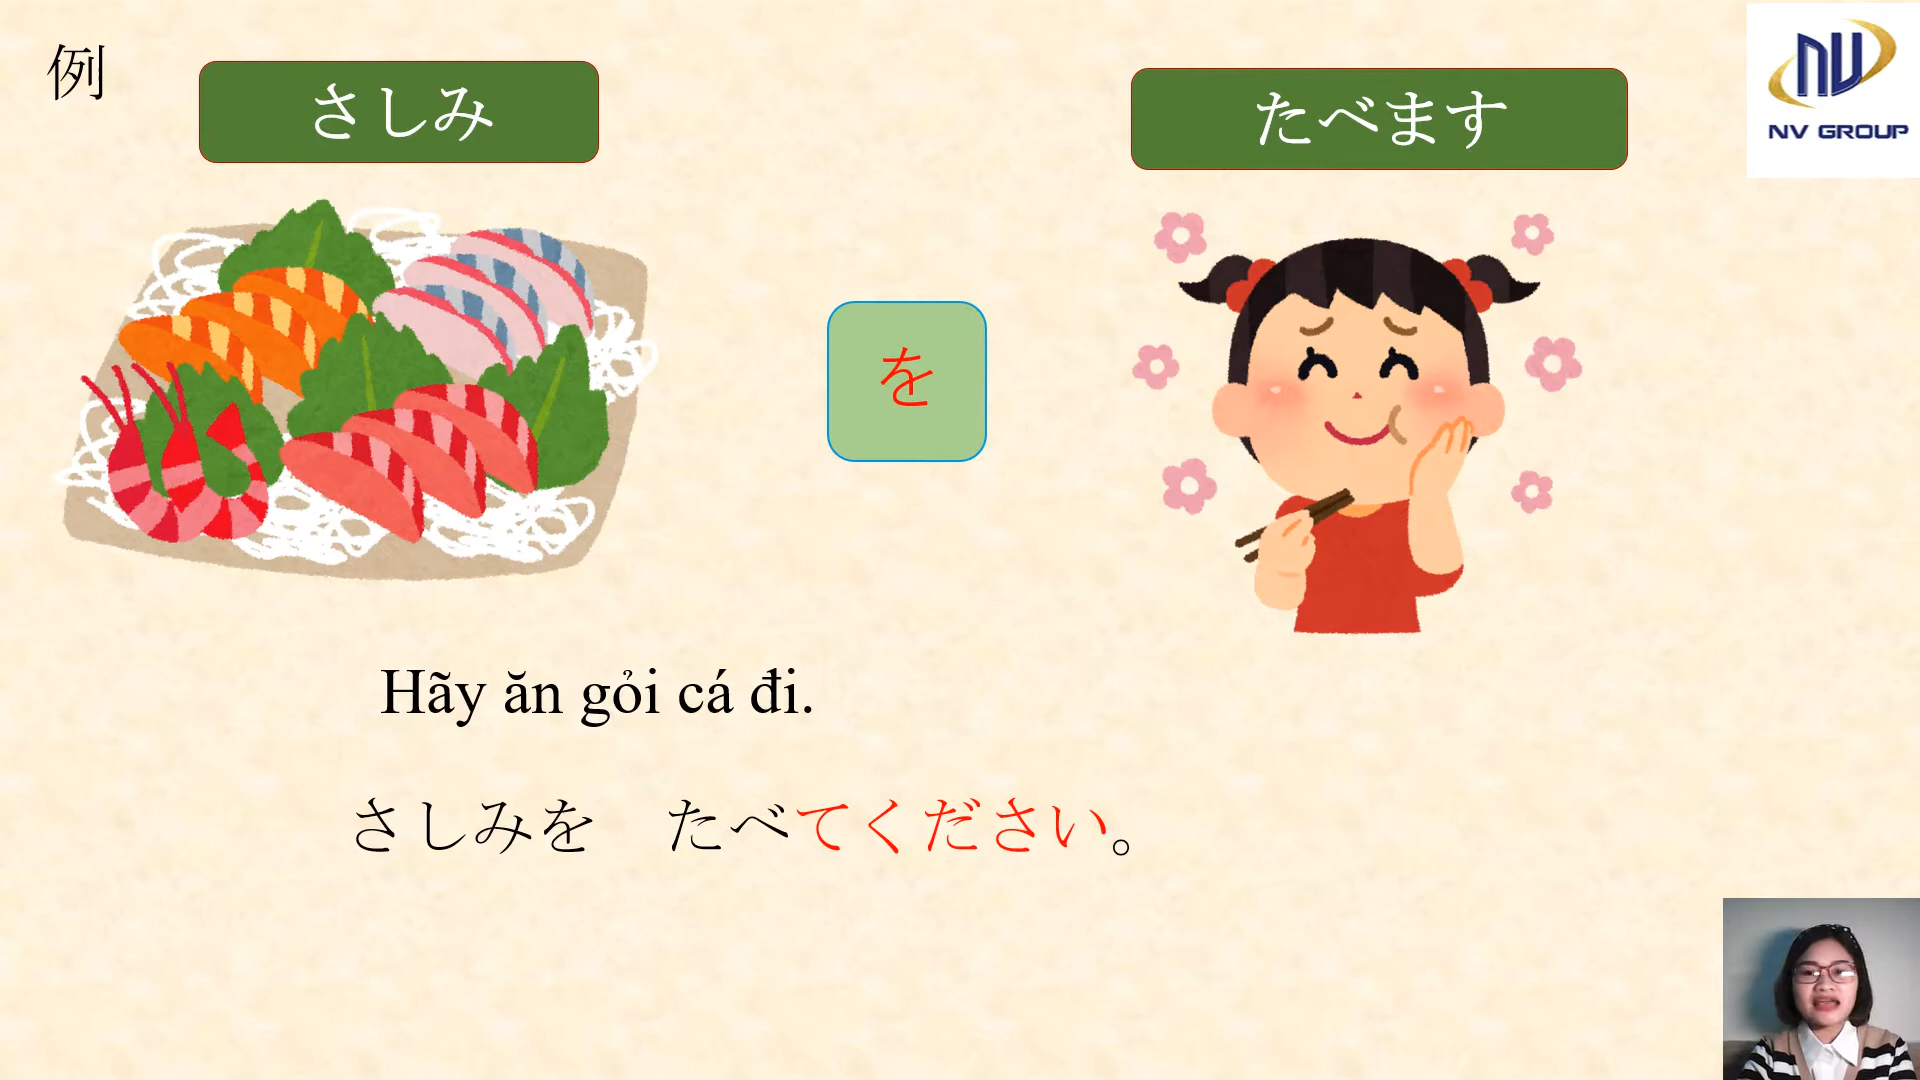 例
さしみ
たべます
NV GROUP
を
Hãy ăn gỏi cá đi.
さしみを　たべてください。